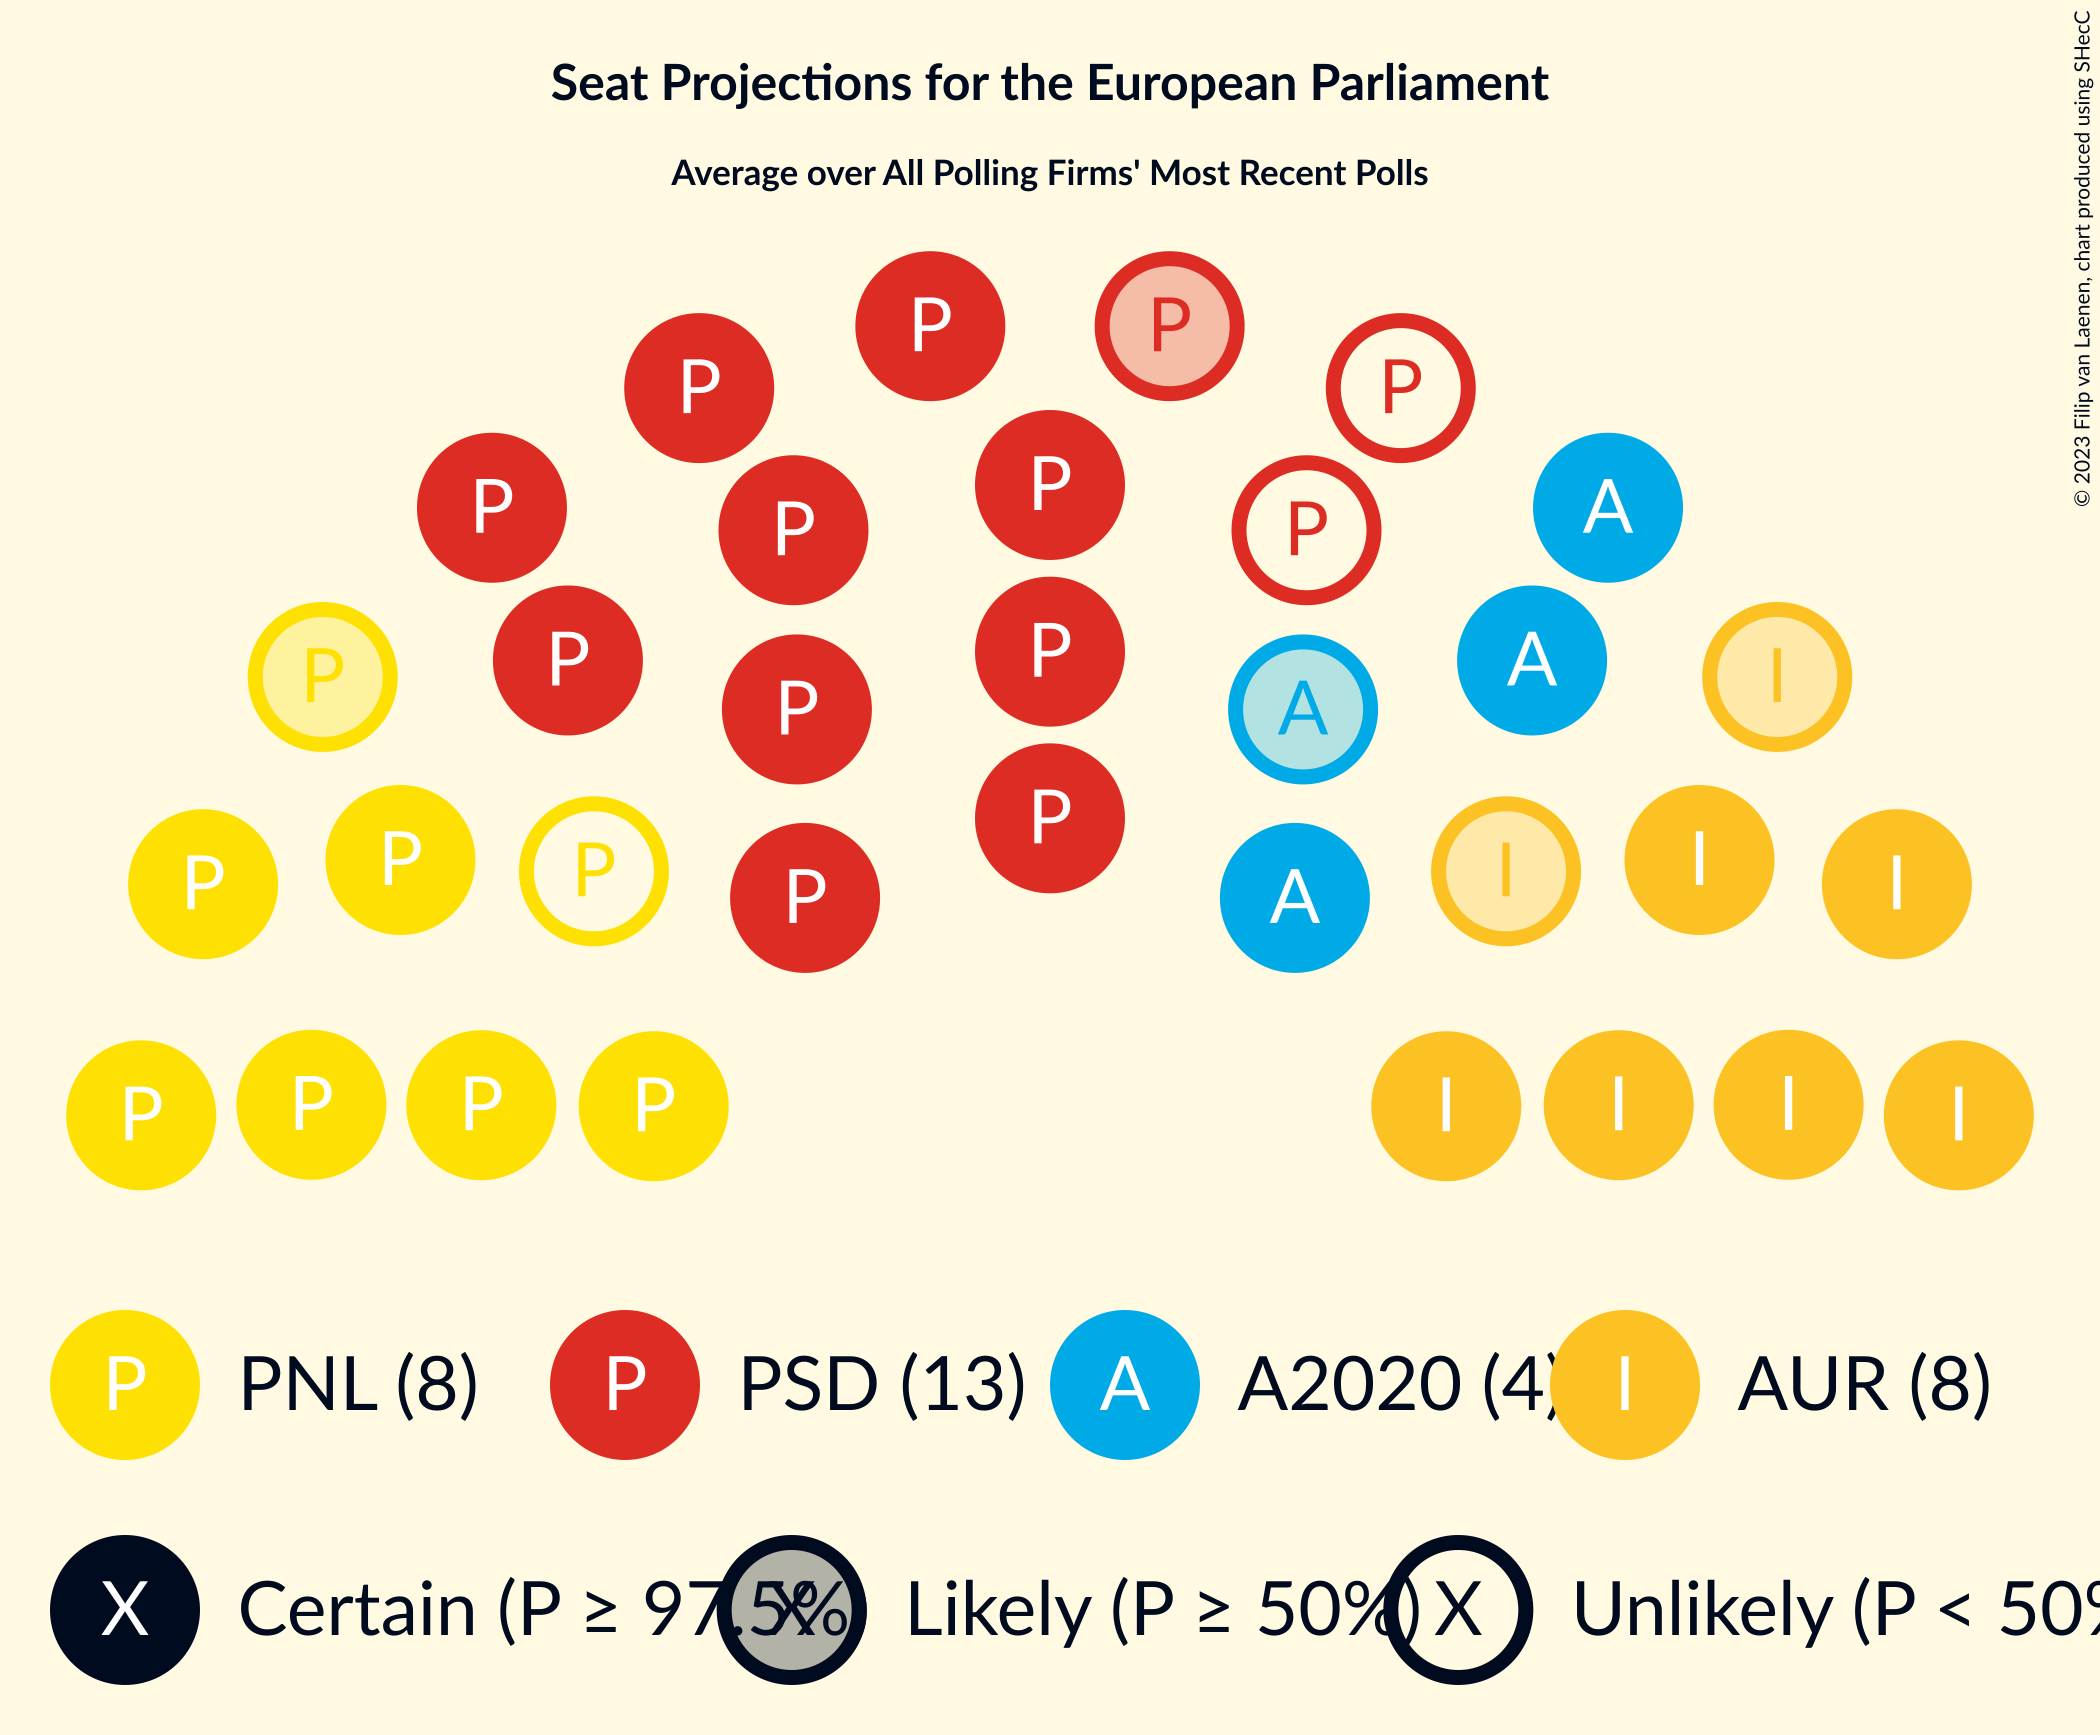 Seat Projections for the European Parliament
Average over All Polling Firms' Most Recent Polls
© 2023 Filip van Laenen, chart produced using SHecC
P P
P P
P
P A
P P
P
P A
P I
P A
P
P I
P I
P I
P A
P P P P I I I I
P PNL (8)
P PSD (13)
A A2020 (4)
I AUR (8)
X Certain (P ≥ 97.5%
X Likely (P ≥ 50%)
X Unlikely (P < 50%